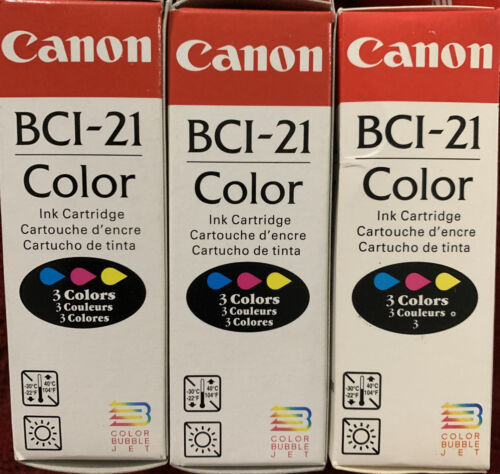 Canon
BCI-21
Color
Ink Cartridge
Cartouche d'encre
Cartucho de tinta
3 Colors
3 Couleurs
3 Colores
-30°C
-22°F
40°C
104°F
COLOR
BUBBLE
JET
Canon
BCI-21
Color
Ink Cartridge
Cartouche d'encre
Cartucho de tinta
3 Colors
3 Couleurs
3 Colores
-30°C
-22°F
40°C
104°F
COLOR
BUBBLE
JET
Canon
BCI-21
Color
Ink Cartridge
Cartouche d'encre
Cartucho de tinta
3 Colors
3 Couleurs
3
-30°C
-22°F
40°C
104°F
COLOR
BUBBLE
JET